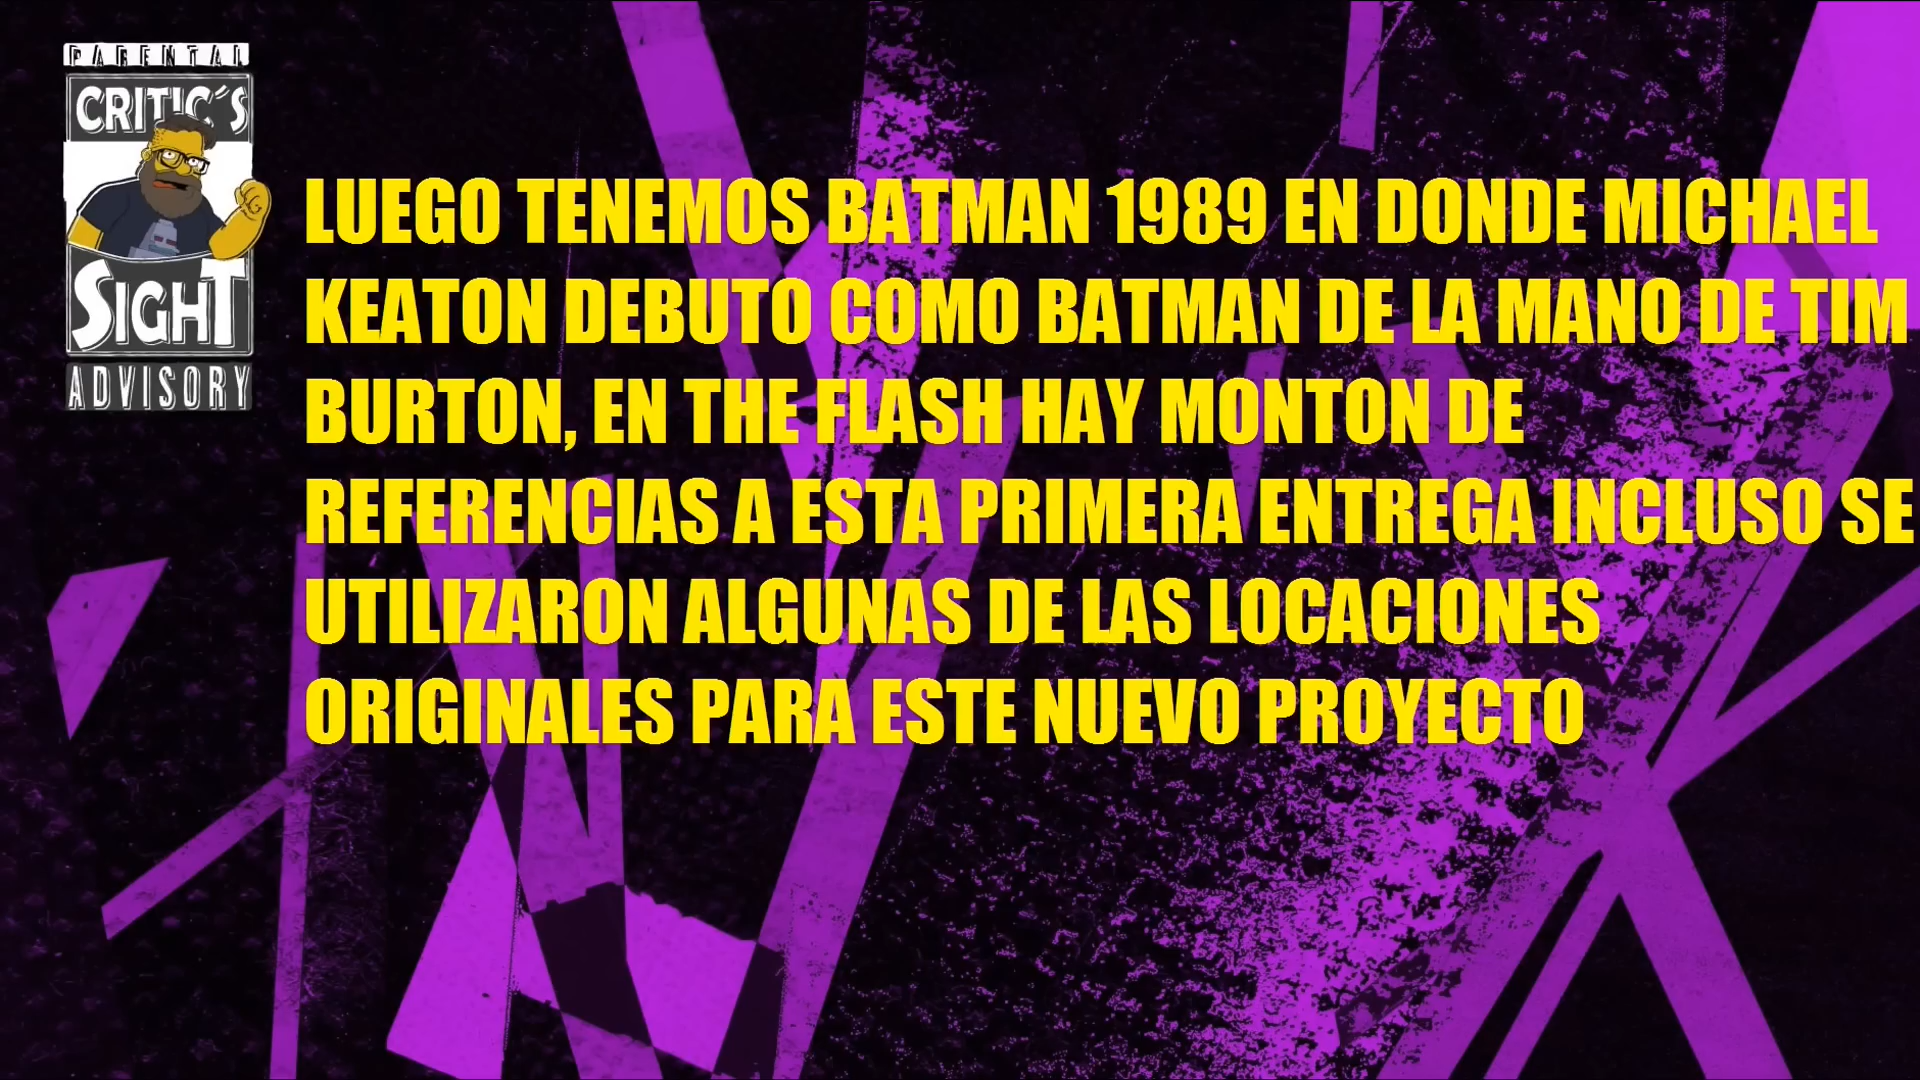 PARENTAL
CRITIC´S
SIGHT
ADVISORY
LUEGO TENEMOS BATMAN 1989 EN DONDE MICHAEL
KEATON DEBUTO COMO BATMAN DE LA MANO DE TIM
BURTON, EN THE FLASH HAY MONTON DE
REFERENCIAS A ESTA PRIMERA ENTREGA INCLUSO SE
UTILIZARON ALGUNAS DE LAS LOCACIONES
ORIGINALES PARA ESTE NUEVO PROYECTO